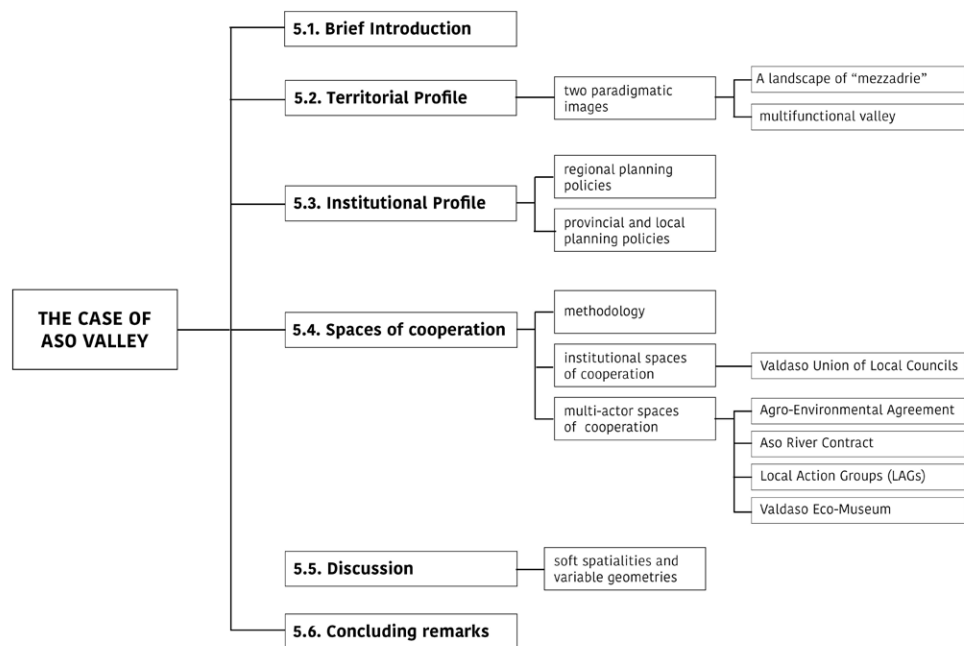 THE CASE OF
ASO VALLEY
5.1. Brief Introduction
5.2. Territorial Profile
two paradigmatic
images
A landscape of “mezzadrie”
multifunctional valley
5.3. Institutional Profile
regional planning
policies
provincial and local
planning policies
5.4. Spaces of cooperation
methodology
institutional spaces
of cooperation
Valdaso Union of Local Councils
multi-actor spaces
of cooperation
Agro-Environmental Agreement
Aso River Contract
Local Action Groups (LAGs)
Valdaso Eco-Museum
5.5. Discussion
soft spatialities and
variable geometries
5.6. Concluding remarks